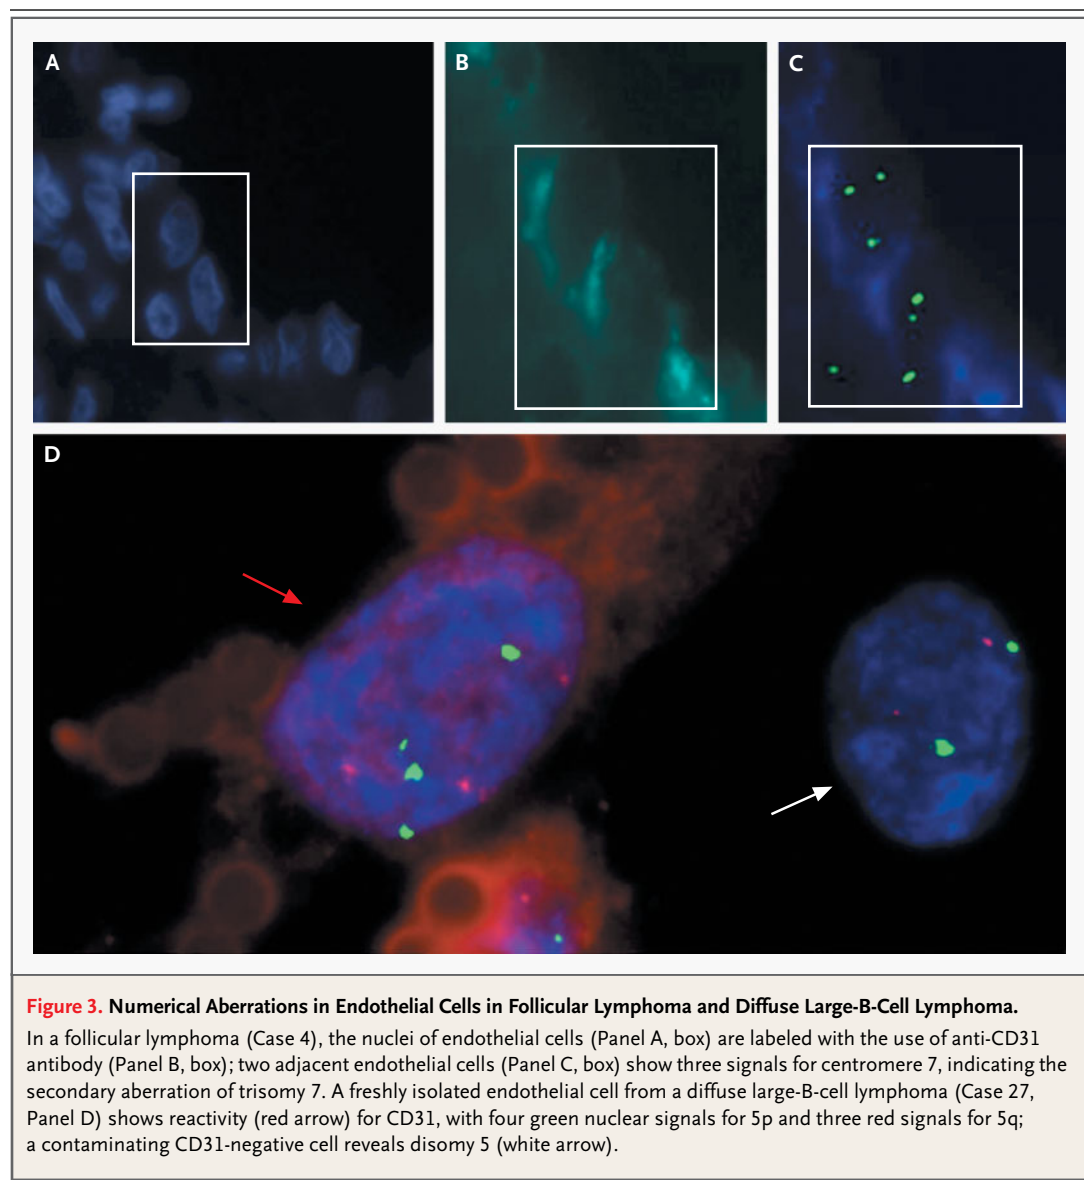 A
B
C
D
Figure 3. Numerical Aberrations in Endothelial Cells in Follicular Lymphoma and Diffuse Large-B-Cell Lymphoma.
In a follicular lymphoma (Case 4), the nuclei of endothelial cells (Panel A, box) are labeled with the use of anti-CD31
antibody (Panel B, box); two adjacent endothelial cells (Panel C, box) show three signals for centromere 7, indicating the
secondary aberration of trisomy 7. A freshly isolated endothelial cell from a diffuse large-B-cell lymphoma (Case 27,
Panel D) shows reactivity (red arrow) for CD31, with four green nuclear signals for 5p and three red signals for 5q;
a contaminating CD31-negative cell reveals disomy 5 (white arrow).